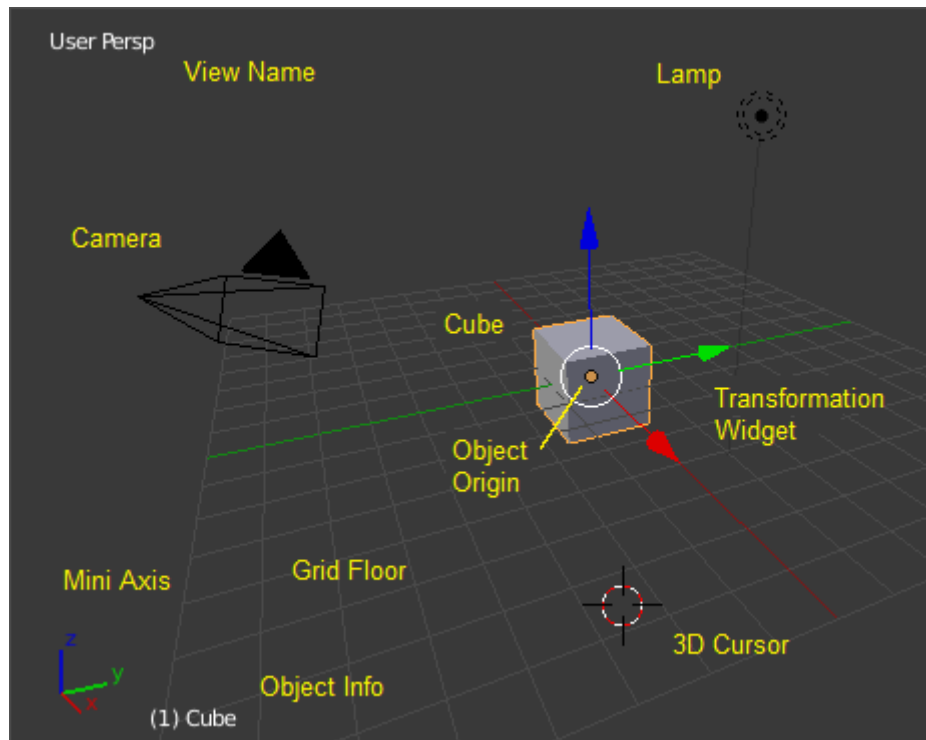 User Persp
View Name
Lamp
Camera
Cube
Transformation
Widget
Object
Origin
Grid Floor
Mini Axis
3D Cursor
z
y
x
Object Info
(1) Cube